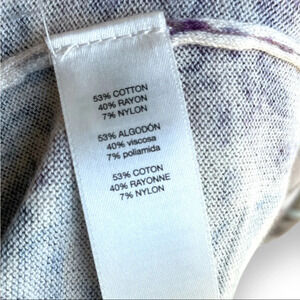 53% COTTON
40% RAYON
7% NYLON
53% ALGODÓN
40% viscosa
7% poliamida
53% COTON
40% RAYONNE
7% NYLON